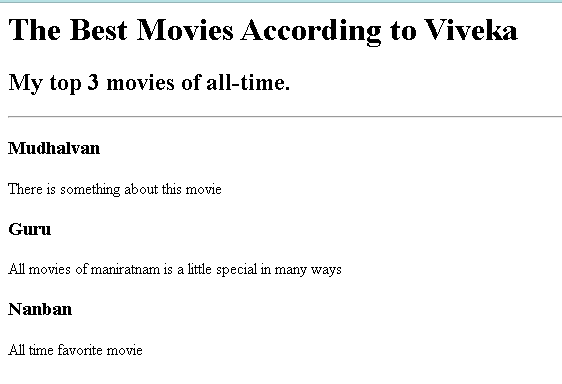 The Best Movies According to Viveka
My top 3 movies of all-time.
Mudhalvan
There is something about this movie
Guru
All movies of maniratnam is a little special in many ways
Nanban
All time favorite movie